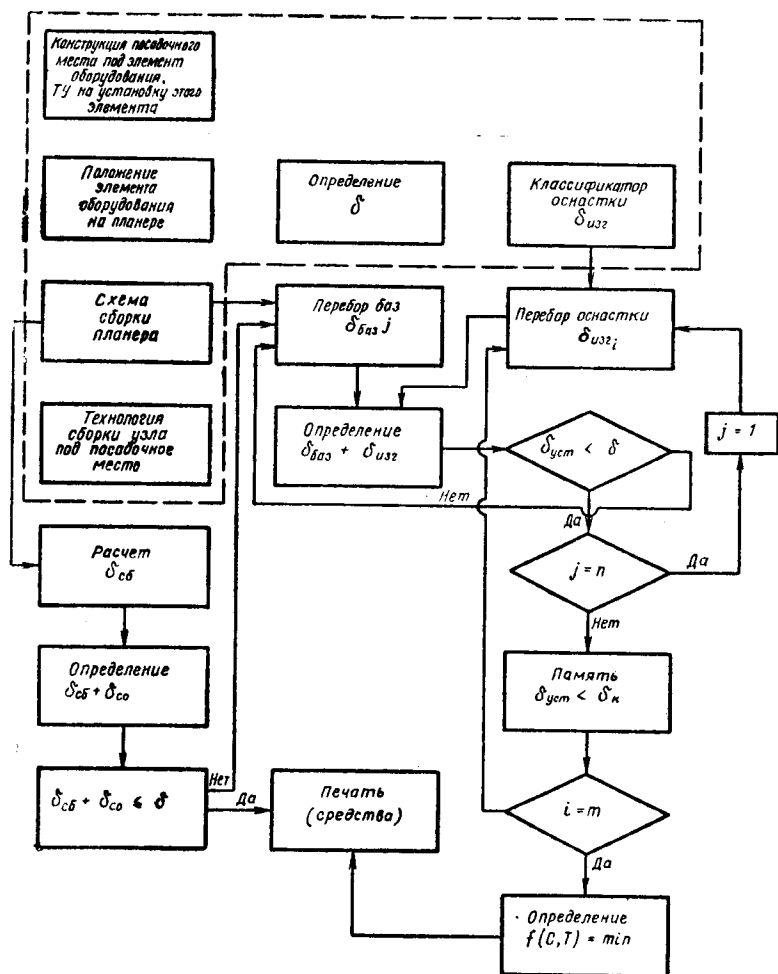 Конструкция посадочного
места под элемент
оборудования.
ТУ на установку этого
элемента
Положение
элемента
оборудования
на планере
Определение
δ
Классификатор
оснастки
δизг
Схема
сборки
планера
Перебор баз
δбаз j
Перебор оснастки
δизгi
Технология
сборки узла
под посадочное
место
Определение
δбаз + δизг
δуст < δ
j = 1
Нет
Да
Расчет
δсб
j = n
Да
Нет
Определение
δсб + δсо
Память
δуст < δк
δсб + δсо ≤ δ
Нет
Да
Печать
(средства)
i = m
Да
Определение
f(C,T) = min